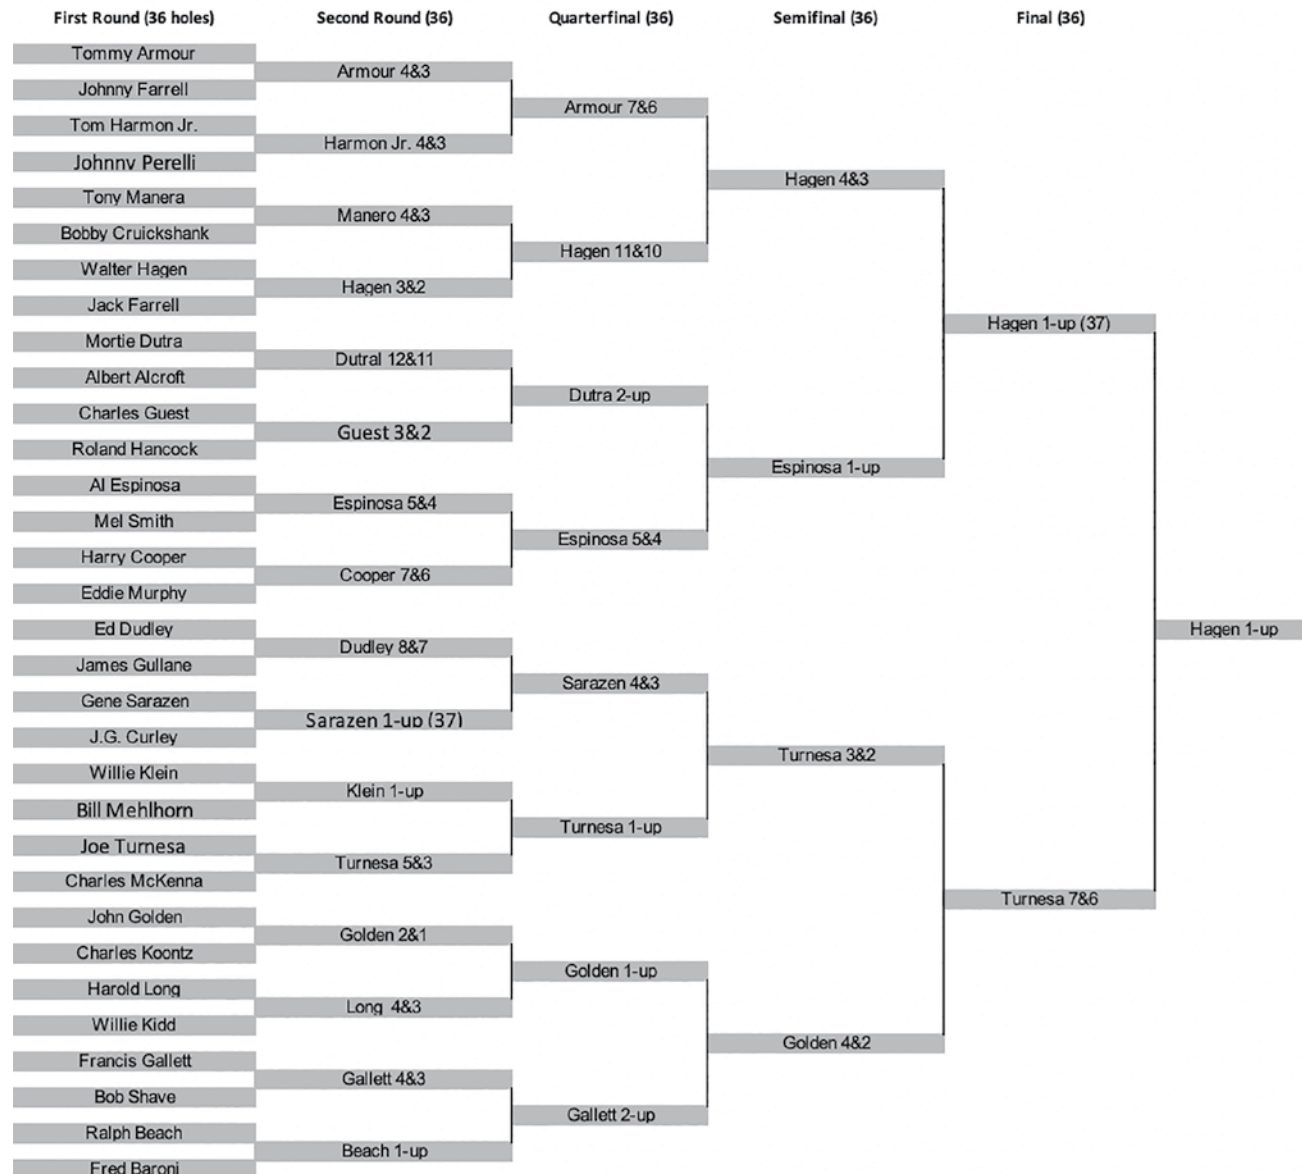 First Round (36 holes)
Second Round (36)
Quarterfinal (36)
Semifinal (36)
Final (36)
Tommy Armour
Johnny Farrell
Tom Harmon Jr.
Johnnv Perelli
Tony Manera
Bobby Cruickshank
Walter Hagen
Jack Farrell
Mortie Dutra
Albert Alcroft
Charles Guest
Roland Hancock
Al Espinosa
Mel Smith
Harry Cooper
Eddie Murphy
Ed Dudley
James Gullane
Gene Sarazen
J.G. Curley
Willie Klein
Bill Mehlhorn
Joe Turnesa
Charles McKenna
John Golden
Charles Koontz
Harold Long
Willie Kidd
Francis Gallett
Bob Shave
Ralph Beach
Fred Baroni
Armour 4&3
Harmon Jr. 4&3
Manero 4&3
Hagen 3&2
Dutral 12&11
Guest 3&2
Espinosa 5&4
Cooper 7&6
Dudley 8&7
Sarazen 1-up (37)
Klein 1-up
Turnesa 5&3
Golden 2&1
Long 4&3
Gallett 4&3
Beach 1-up
Armour 7&6
Hagen 11&10
Dutra 2-up
Espinosa 5&4
Sarazen 4&3
Turnesa 1-up
Golden 1-up
Gallett 2-up
Hagen 4&3
Espinosa 1-up
Turnesa 3&2
Golden 4&2
Hagen 1-up (37)
Turnesa 7&6
Hagen 1-up